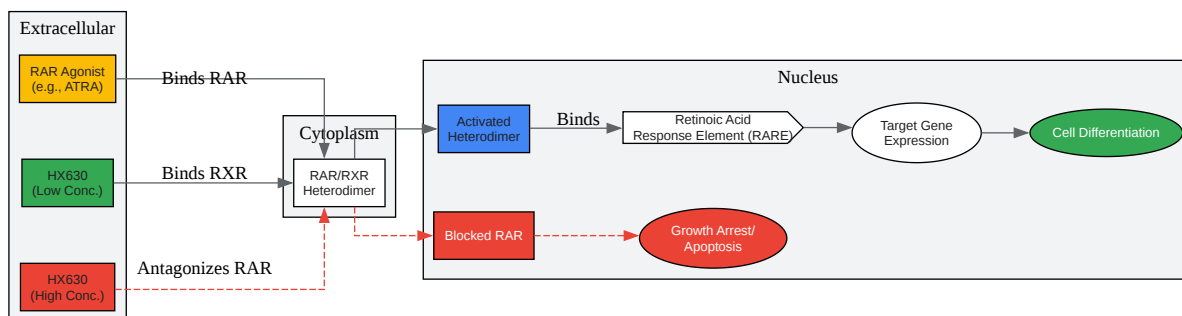 Extracellular
RAR Agonist
(e.g., ATRA)
Binds RAR
HX630
(Low Conc.)
Binds RXR
HX630
(High Conc.)
Antagonizes RAR
Cytoplasm
RAR/RXR
Heterodimer
Nucleus
Activated
Heterodimer
Binds
Retinoic Acid
Response Element (RARE)
Target Gene
Expression
Cell Differentiation
Blocked RAR
Growth Arrest/
Apoptosis